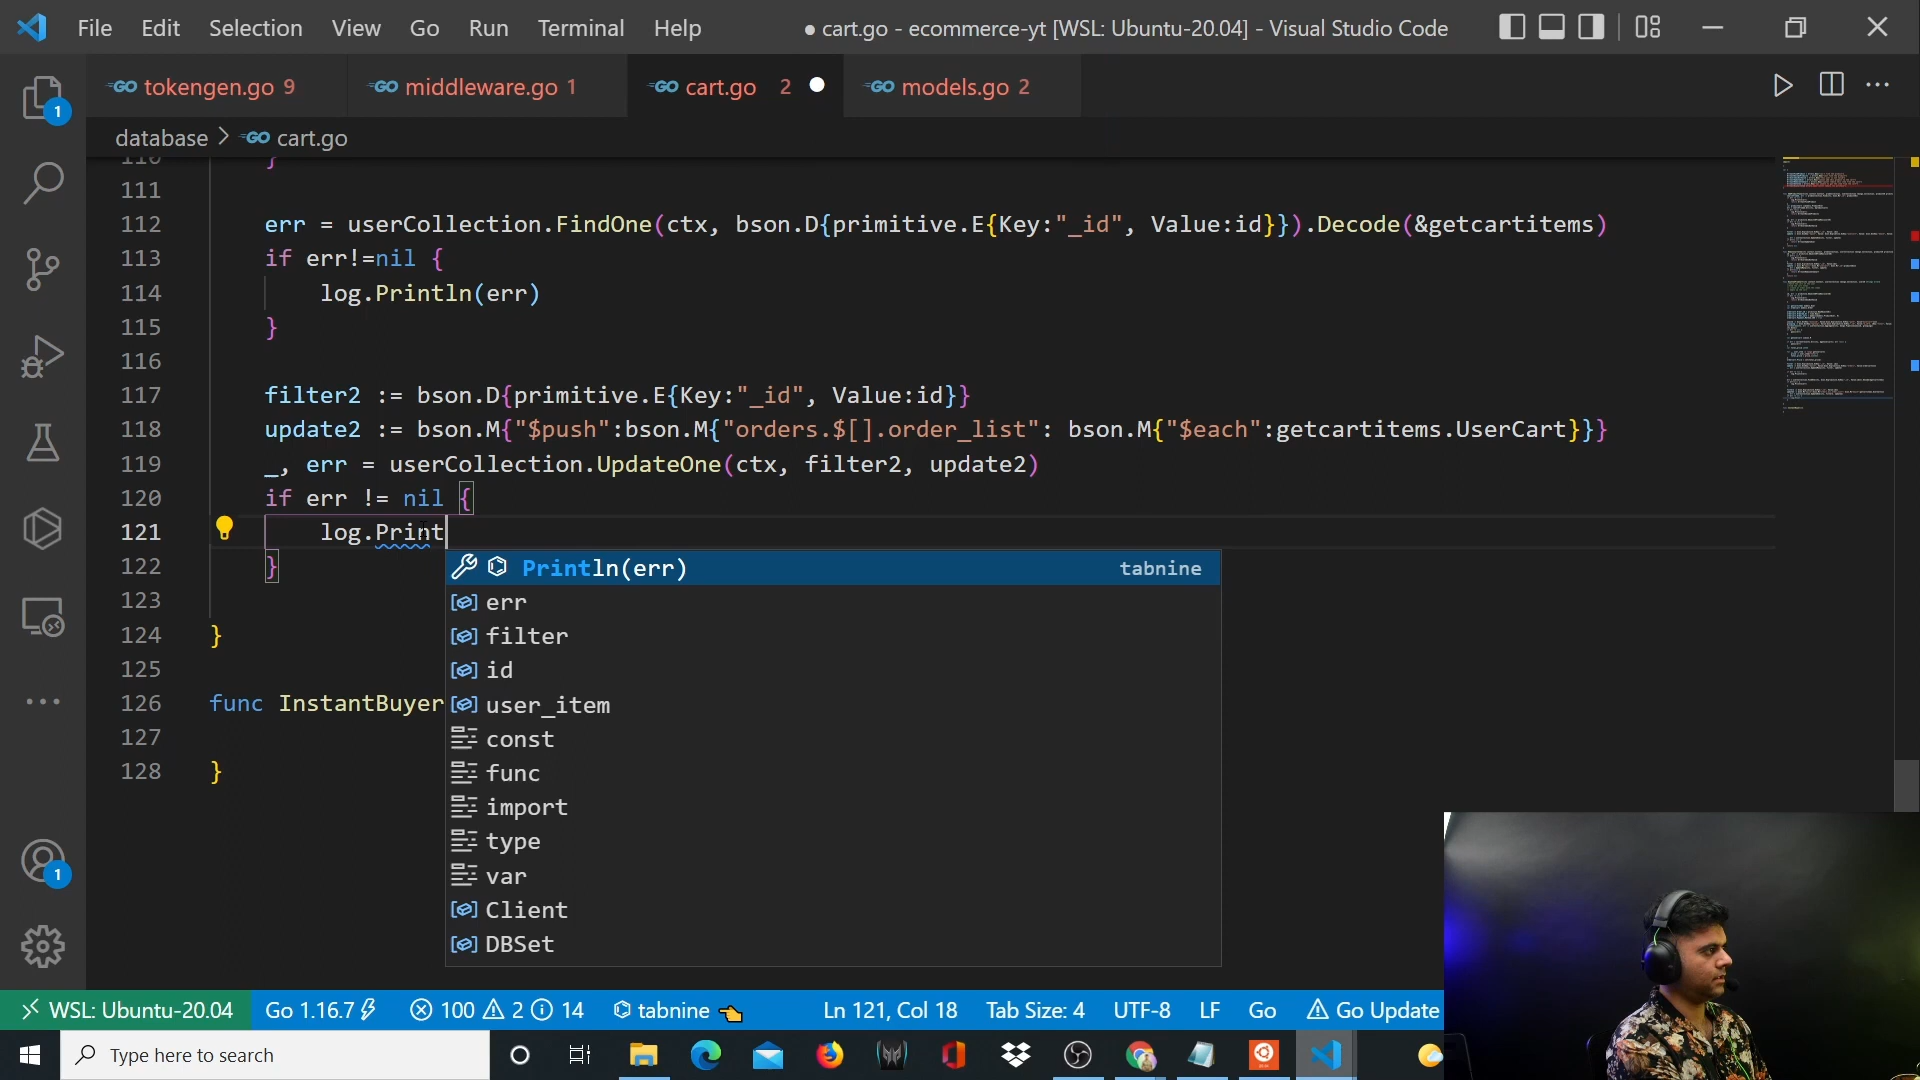 File Edit Selection View Go Run Terminal Help
● cart.go - ecommerce-yt [WSL: Ubuntu-20.04] - Visual Studio Code
tokengen.go 9
middleware.go 1
cart.go 2
models.go 2
database > cart.go
110 }
111
112 err = userCollection.FindOne(ctx, bson.D{primitive.E{Key:"_id", Value:id}}).Decode(&getcartitems)
113 if err!=nil {
114 log.Println(err)
115 }
116
117 filter2 := bson.D{primitive.E{Key:"_id", Value:id}}
118 update2 := bson.M{"$push":bson.M{"orders.$[].order_list": bson.M{"$each":getcartitems.UserCart}}}
119 _, err = userCollection.UpdateOne(ctx, filter2, update2)
120 if err != nil {
121 log.Print
122 }
Println(err) tabnine
123
err
124 }
filter
125
id
126 func InstantBuyer
user_item
127
const
128 }
func
import
type
var
Client
DBSet
1
1
WSL: Ubuntu-20.04 Go 1.16.7 100 2 14 tabnine Ln 121, Col 18 Tab Size: 4 UTF-8 LF Go Go Update
Type here to search